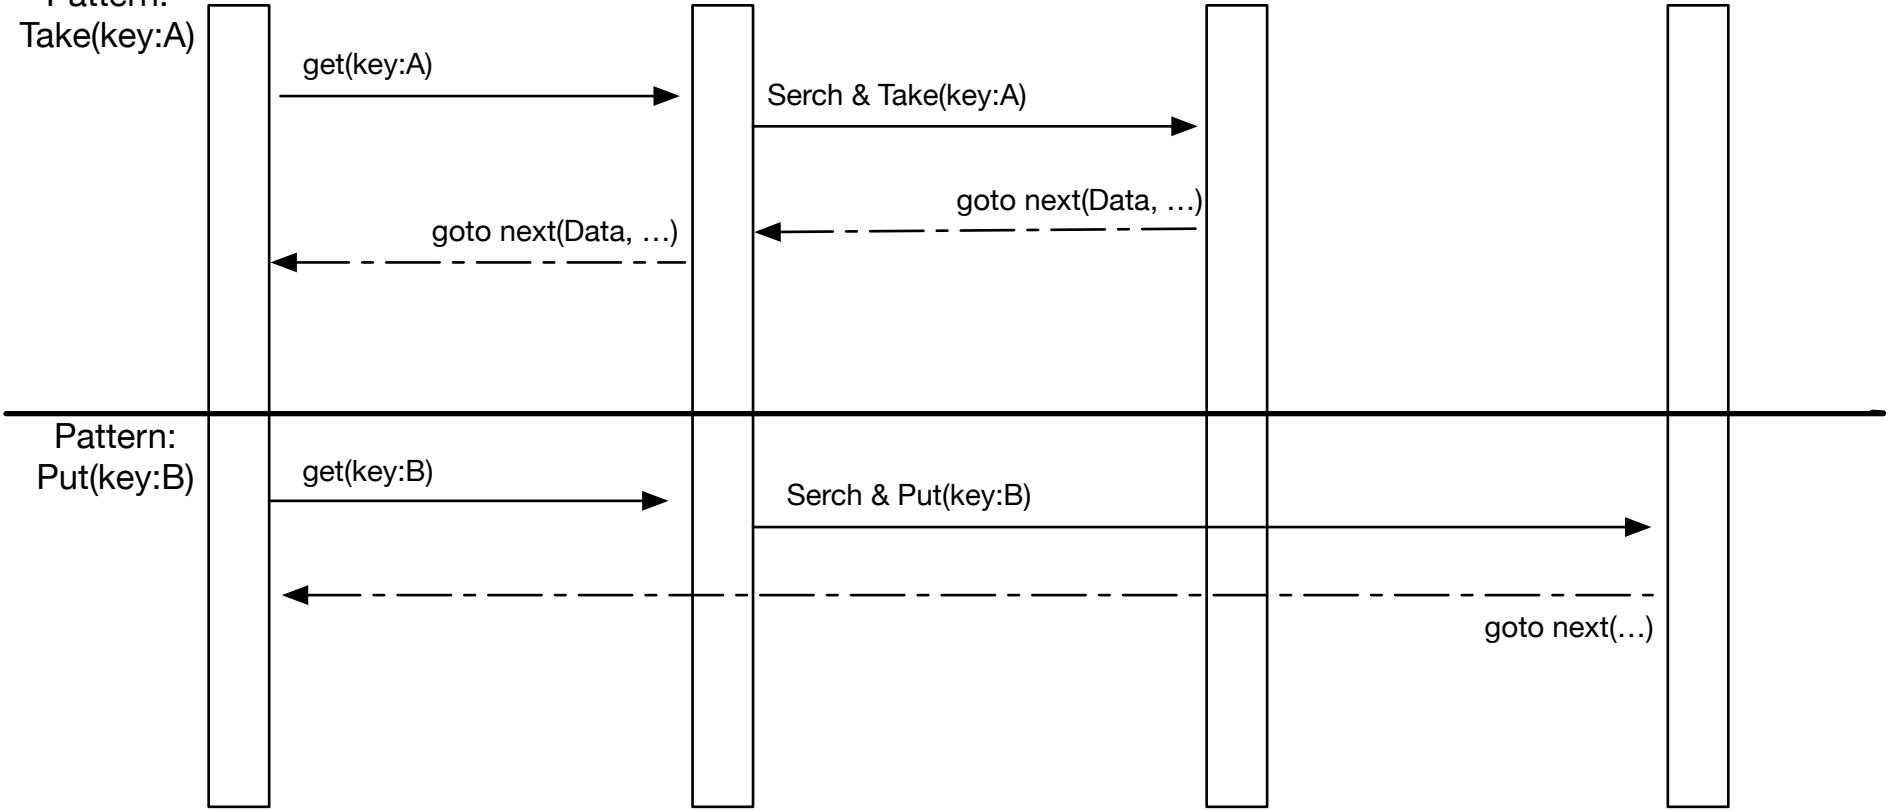 Pattern:
Take(key:A)
get(key:A)
Serch & Take(key:A)
goto next(Data, …)
goto next(Data, …)
Pattern:
Put(key:B)
get(key:B)
Serch & Put(key:B)
goto next(…)